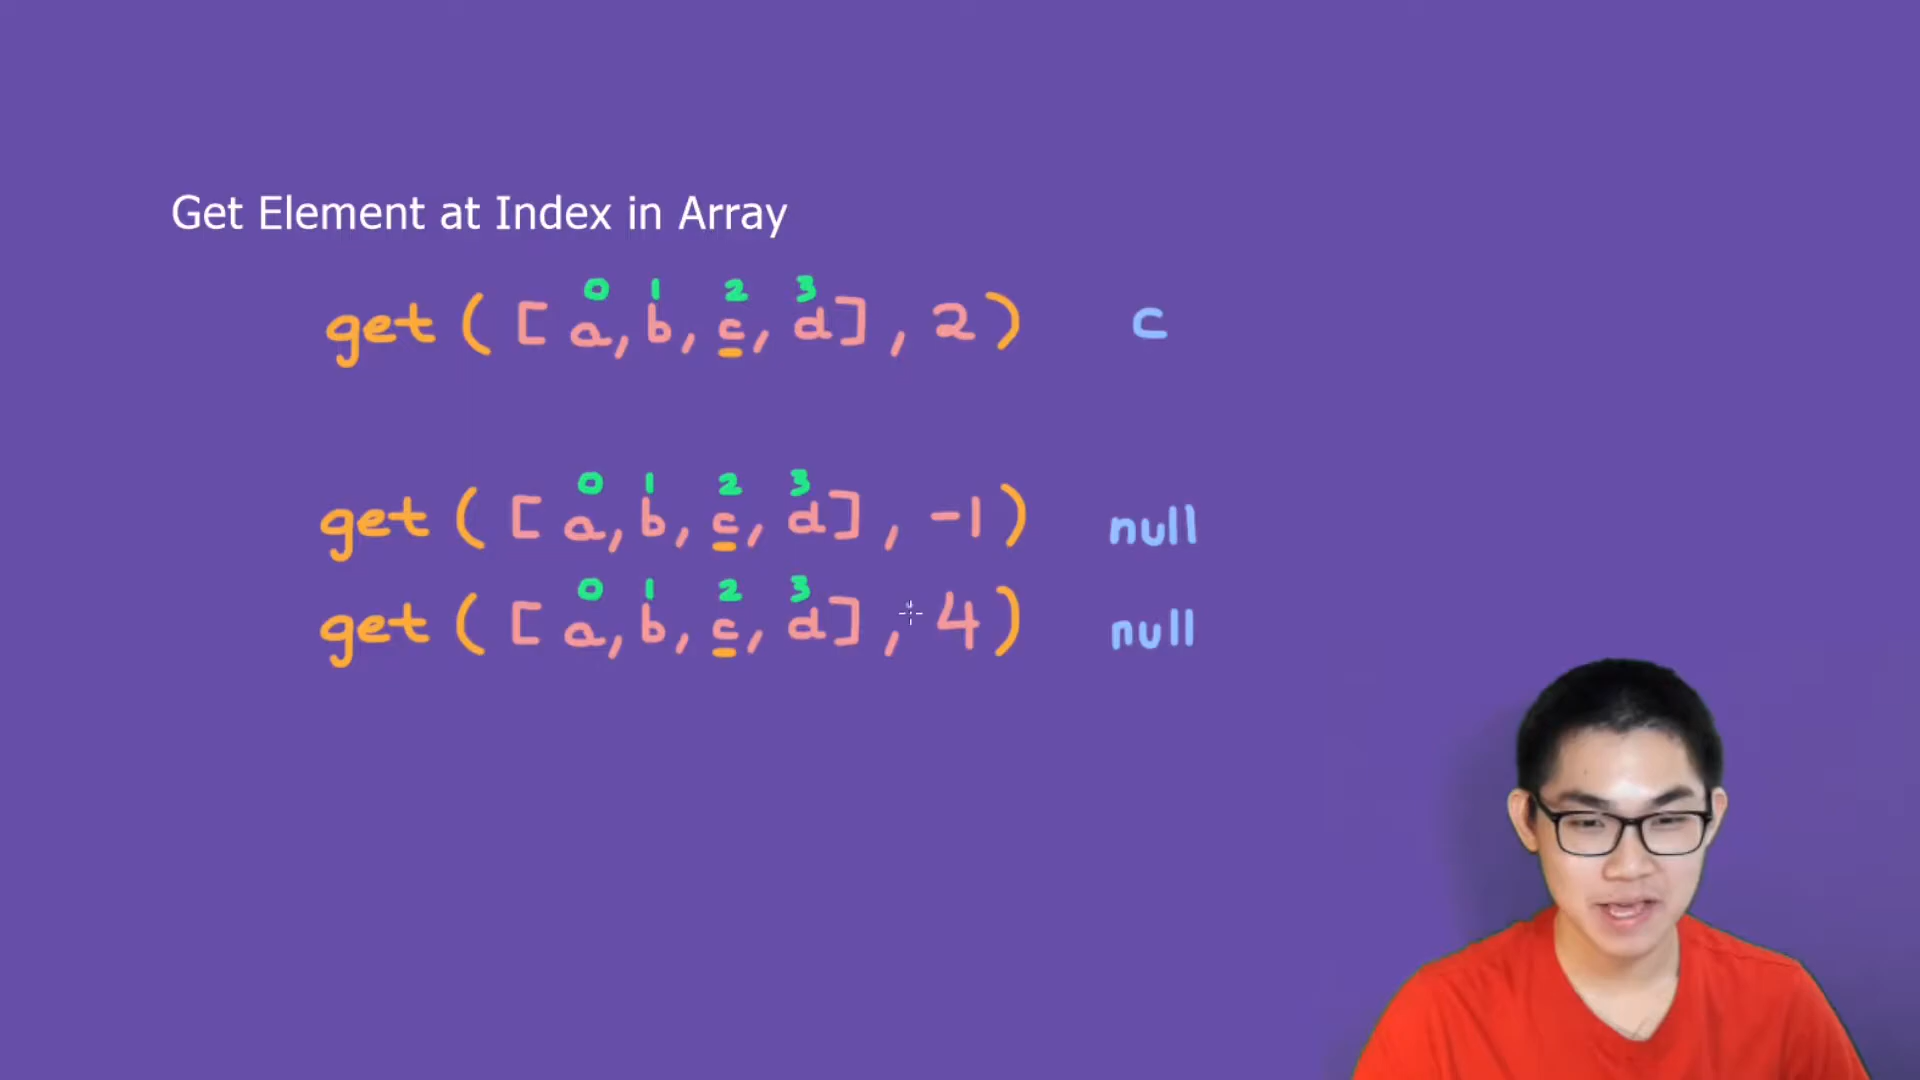 Get Element at Index in Array
0 1 2 3
get ( [ a, b, c, d ] , 2 ) c
0 1 2 3
get ( [ a, b, c, d ] , -1 ) null
0 1 2 3
get ( [ a, b, c, d ] , 4 ) null